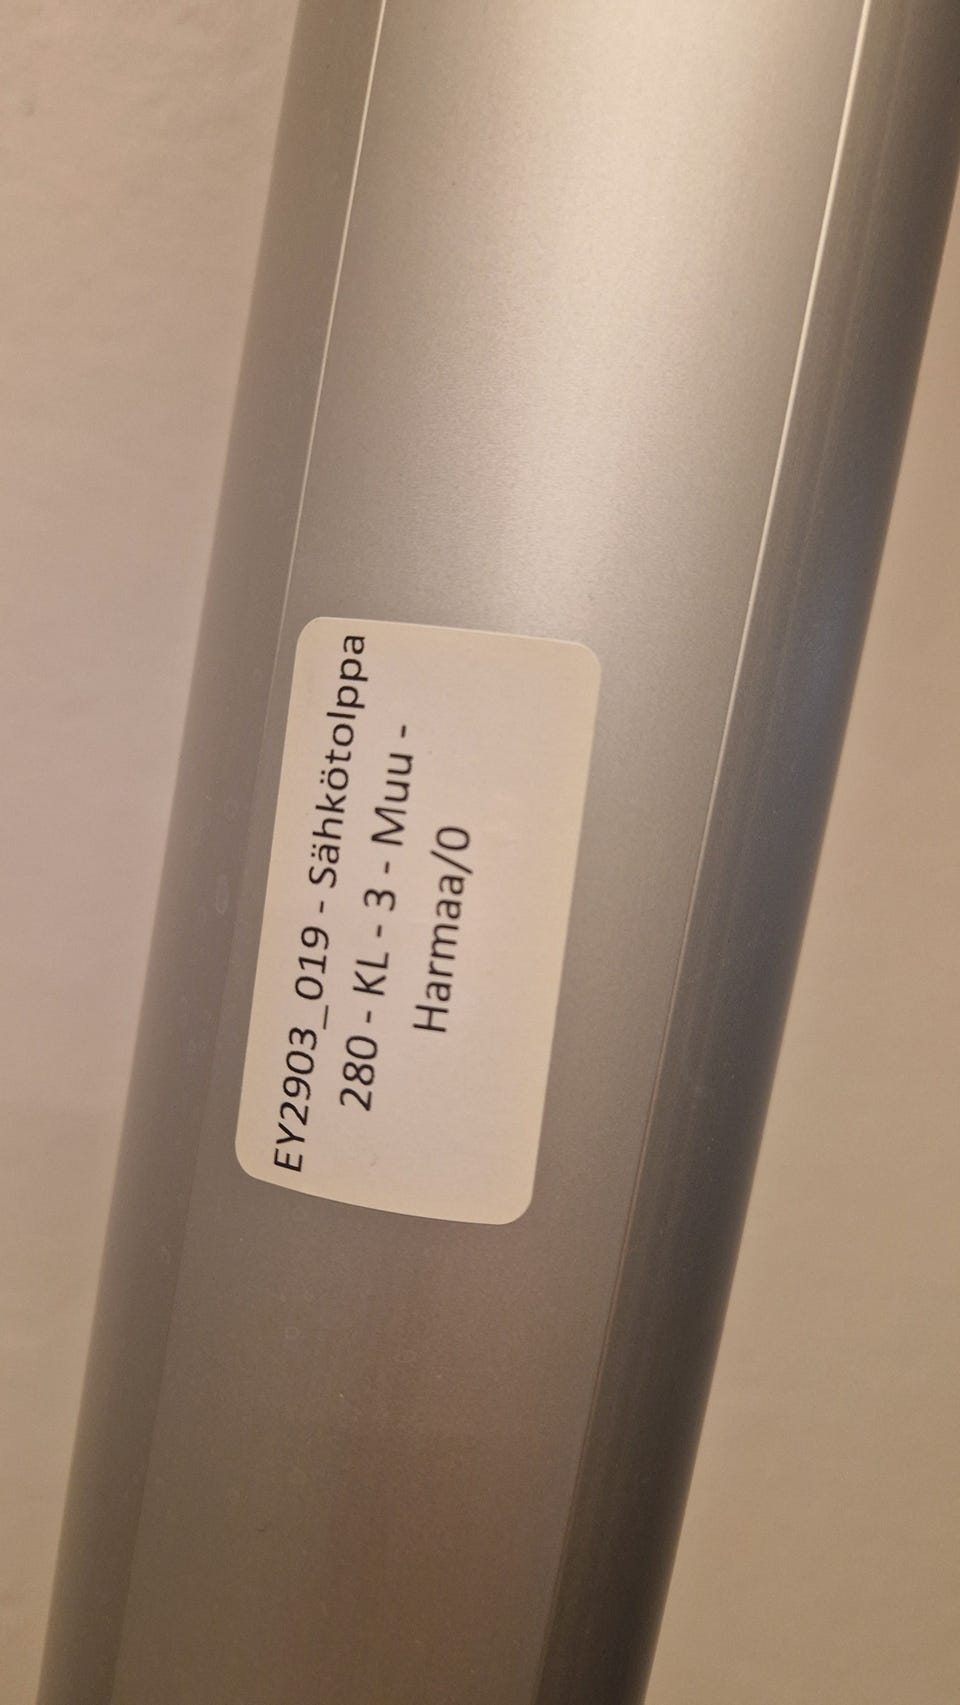 EY2903_019 - Sähkötolppa
280 - KL - 3 - Muu -
Harmaa/0